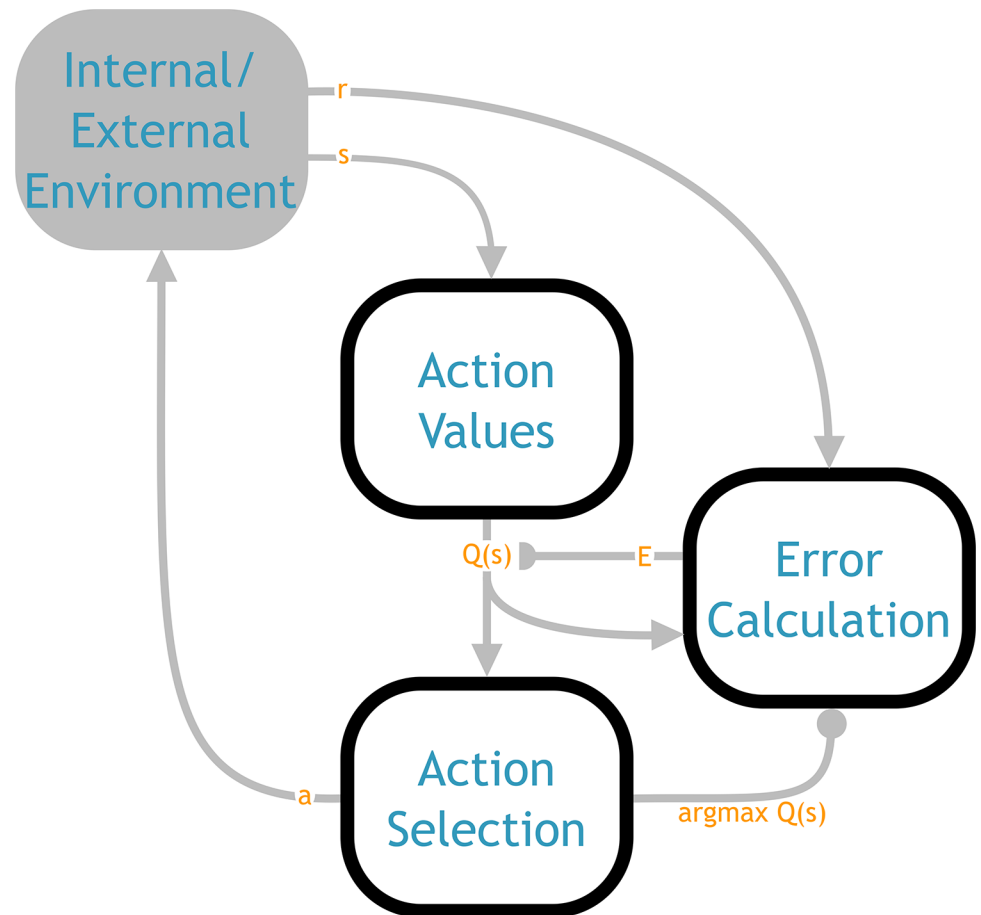 Internal/
External
Environment
r
s
Action
Values
Q(s)
E
Error
Calculation
Action
Selection
a
argmax Q(s)